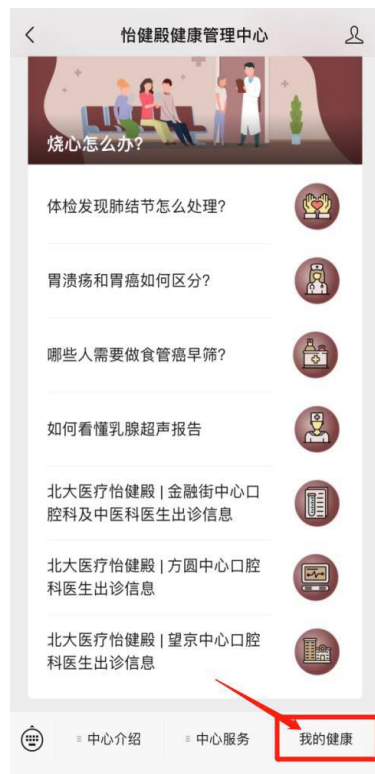 怡健殿健康管理中心
烧心怎么办?
体检发现肺结节怎么处理?
胃溃疡和胃癌如何区分?
哪些人需要做食管癌早筛?
如何看懂乳腺超声报告
北大医疗怡健殿 | 金融街中心口
腔科及中医科医生出诊信息
北大医疗怡健殿 | 方圆中心口腔
科医生出诊信息
北大医疗怡健殿 | 望京中心口腔
科医生出诊信息
中心介绍
中心服务
我的健康